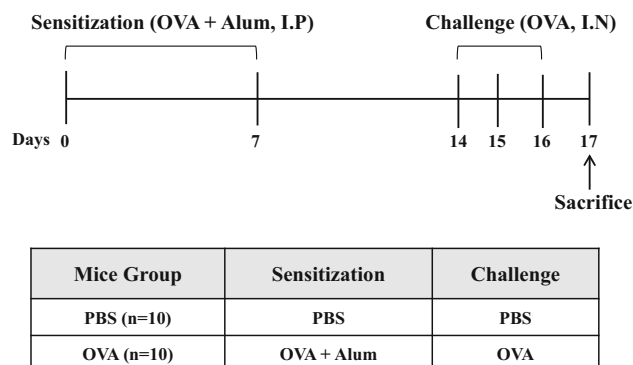 Sensitization (OVA + Alum, I.P) Challenge (OVA, I.N)
Days 0 7 14 15 16 17
Sacrifice
Mice Group Sensitization Challenge
PBS (n=10) PBS PBS
OVA (n=10) OVA + Alum OVA